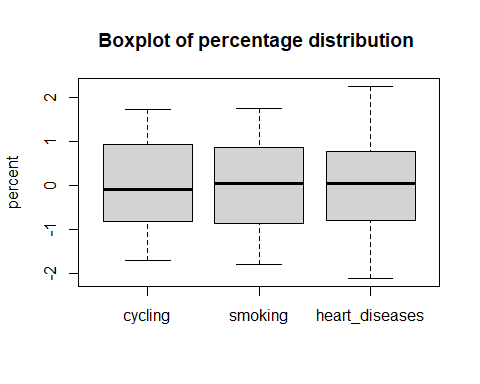 Boxplot of percentage distribution
percent
2
1
0
-1
-2
cycling
smoking
heart_diseases